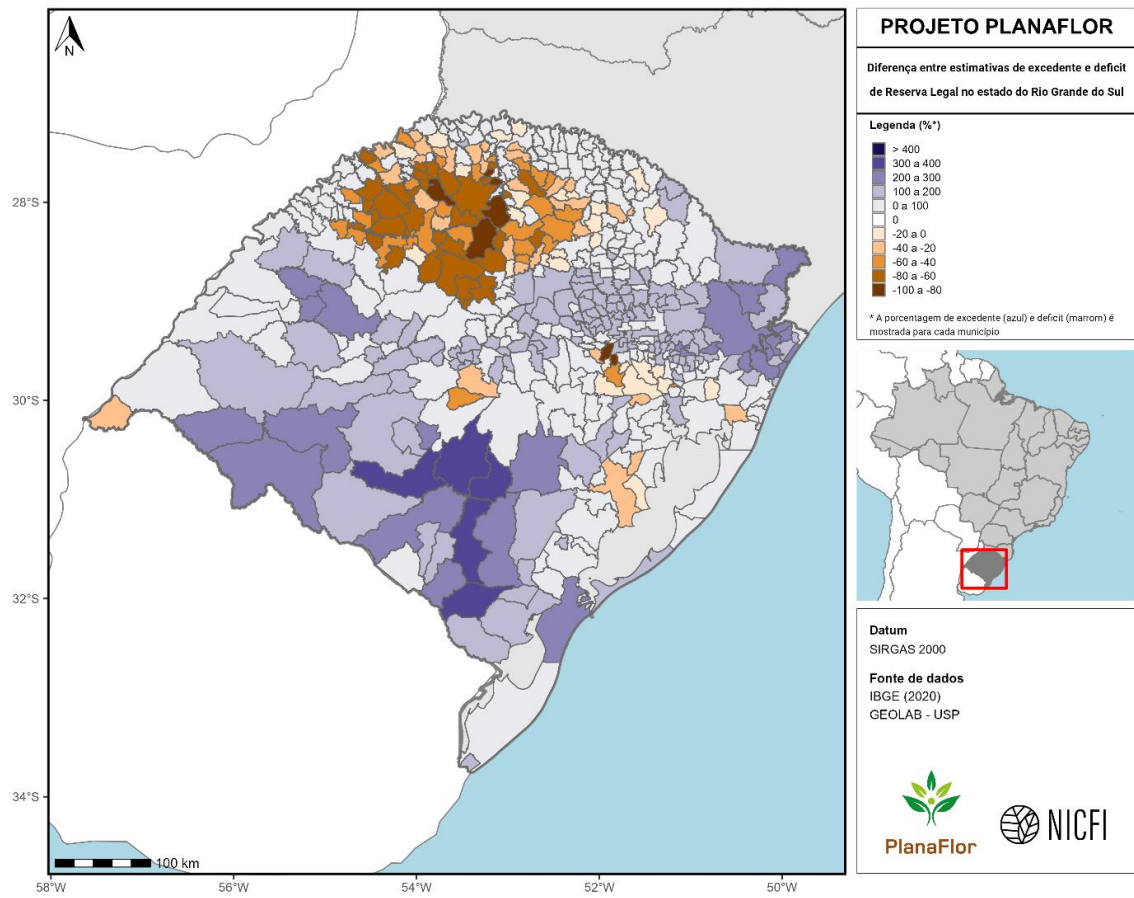 N
28°S
30°S
32°S
34°S
100 km
58°W
56°W
54°W
52°W
50°W
PROJETO PLANAFLOR
Diferença entre estimativas de excedente e deficit
de Reserva Legal no estado do Rio Grande do Sul
Legenda (%*)
> 400
300 a 400
200 a 300
100 a 200
0 a 100
0
-20 a 0
-40 a -20
-60 a -40
-80 a -60
-100 a -80
* A porcentagem de excedente (azul) e deficit (marrom) é
mostrada para cada município
Datum
SIRGAS 2000
Fonte de dados
IBGE (2020)
GEOLAB - USP
PlanaFlor
NICFI